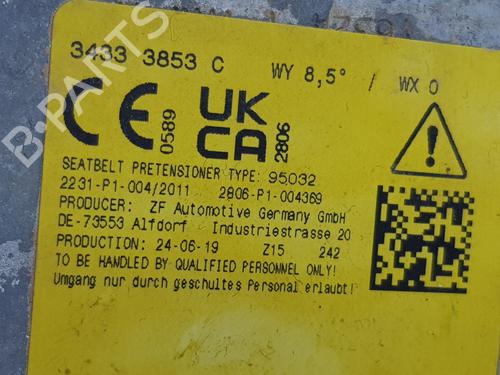 3433 3853 C WY 8,5° / WX 0
CE 0589 UK
CA 2806
SEATBELT PRETENSIONER TYPE: 95032
2231-P1-004/2011 2806-P1-004369
PRODUCER: ZF Automotive Germany GmbH
DE-73553 Alfdorf Industriestrasse 20
PRODUCTION: 24-06-19 Z15 242
TO BE HANDLED BY QUALIFIED PERSONNEL ONLY!
Umgang nur durch geschultes Personal erlaubt!
B-PARTS